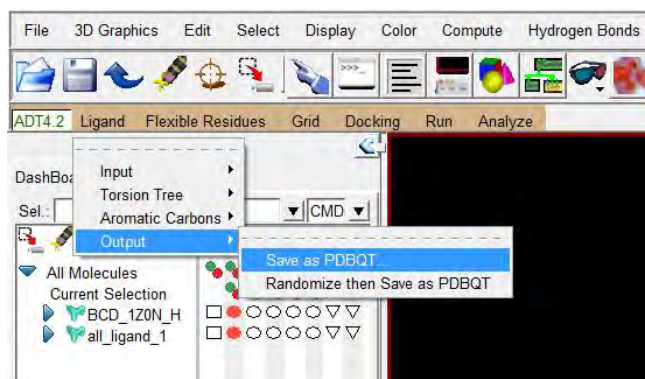 File 3D Graphics Edit Select Display Color Compute Hydrogen Bonds
>>>_
ADT4.2 Ligand Flexible Residues Grid Docking Run Analyze
DashBoa
Input
Torsion Tree
Sel.: Aromatic Carbons CMD
Output
Save as PDBQT...
All Molecules
Randomize then Save as PDBQT
Current Selection
BCD_1Z0N_H
all_ligand_1